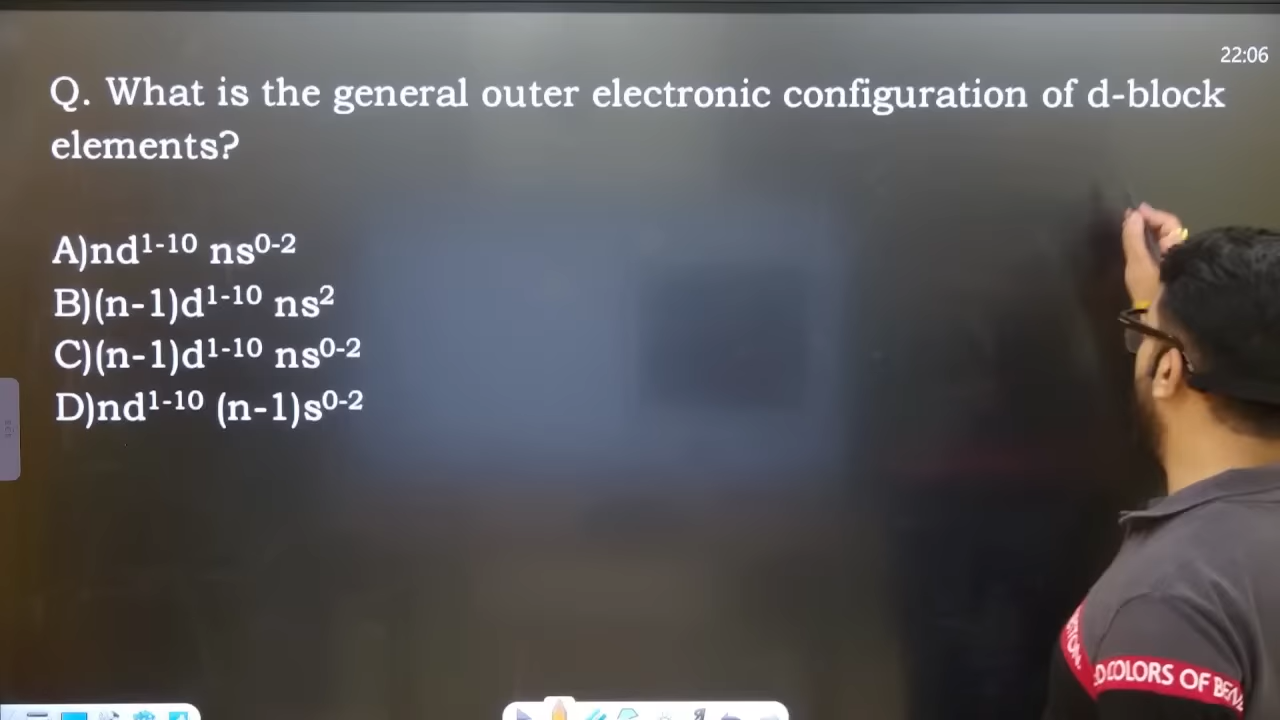 22:06
Q. What is the general outer electronic configuration of d-block
elements?
A)nd¹⁻¹⁰ ns⁰⁻²
B)(n-1)d¹⁻¹⁰ ns²
C)(n-1)d¹⁻¹⁰ ns⁰⁻²
D)nd¹⁻¹⁰ (n-1)s⁰⁻²
COLORS OF